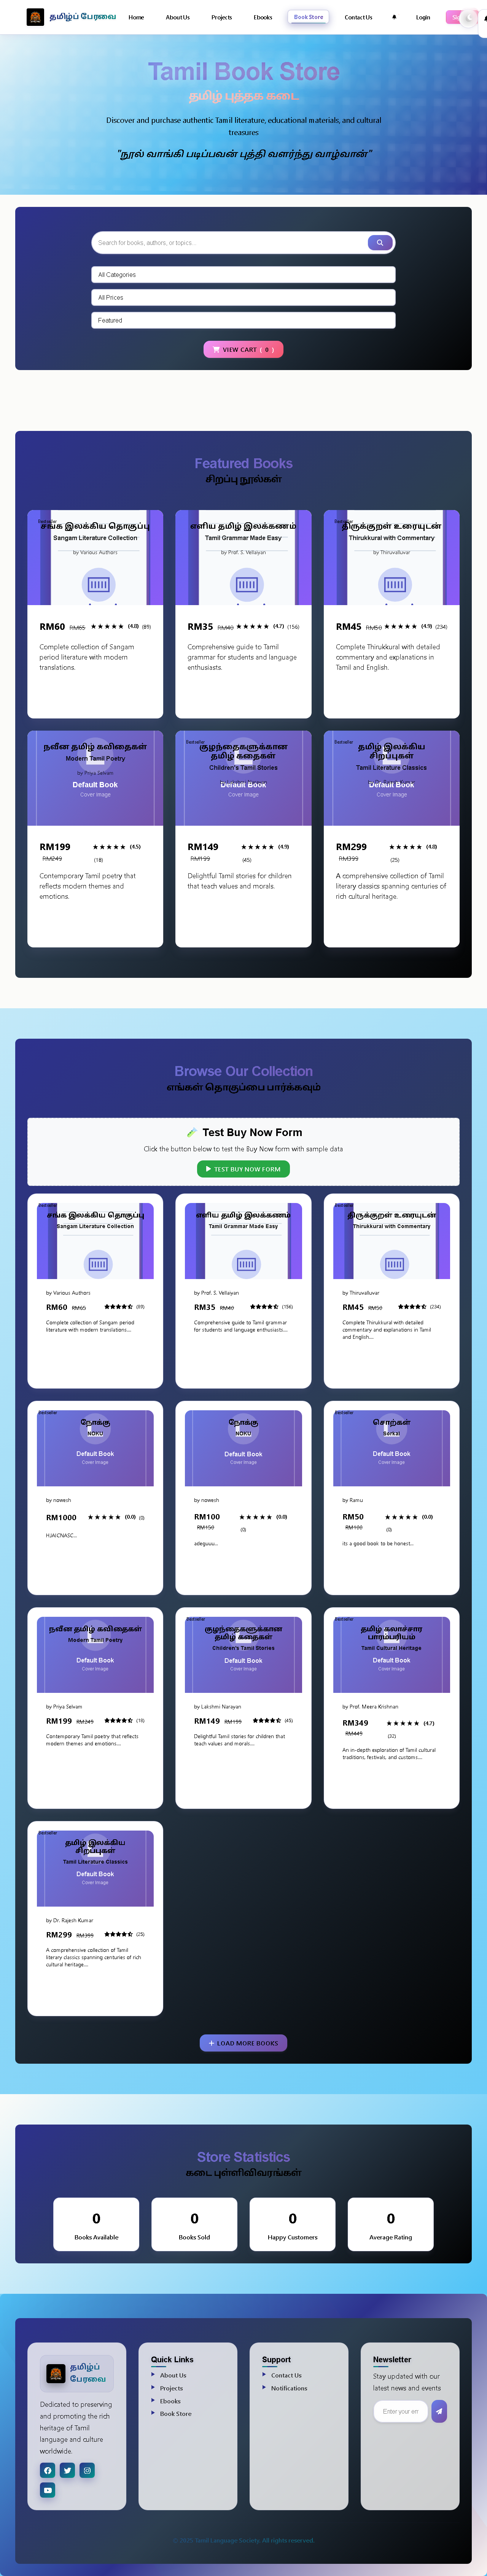 தமிழ்ப் பேரவை Home About Us Projects Ebooks Book Store Contact Us Login
Tamil Book Store
தமிழ் புத்தக கடை
Discover and purchase authentic Tamil literature, educational materials, and cultural
treasures
"நூல் வாங்கி படிப்பவன் புத்தி வளர்ந்து வாழ்வான்"
Search for books, authors, or topics...
All Categories
All Prices
Featured
VIEW CART ( 0 )
Featured Books
சிறப்பு நூல்கள்
Bestseller
சங்க இலக்கிய தொகுப்பு
Sangam Literature Collection
by Various Authors
RM60 RM65 ★★★★★ (4.8) (89)
Complete collection of Sangam
period literature with modern
translations.
எளிய தமிழ் இலக்கணம்
Tamil Grammar Made Easy
by Prof. S. Vellaiyan
RM35 RM40 ★★★★★ (4.7) (156)
Comprehensive guide to Tamil
grammar for students and language
enthusiasts.
Bestseller
திருக்குறள் உரையுடன்
Thirukkural with Commentary
by Thiruvalluvar
RM45 RM50 ★★★★★ (4.9) (234)
Complete Thirukkural with detailed
commentary and explanations in
Tamil and English.
நவீன தமிழ் கவிதைகள்
Modern Tamil Poetry
by Priya Selvam
Default Book
Cover Image
RM199 ★★★★★ (4.5)
RM249 (18)
Contemporary Tamil poetry that
reflects modern themes and
emotions.
Bestseller
குழந்தைகளுக்கான
தமிழ் கதைகள்
Children's Tamil Stories
Default Book
Cover Image
RM149 ★★★★★ (4.9)
RM199 (45)
Delightful Tamil stories for children
that teach values and morals.
Bestseller
தமிழ் இலக்கிய
சிறப்புகள்
Tamil Literature Classics
Default Book
Cover Image
RM299 ★★★★★ (4.8)
RM399 (25)
A comprehensive collection of Tamil
literary classics spanning centuries of
rich cultural heritage.
Browse Our Collection
எங்கள் தொகுப்பை பார்க்கவும்
Test Buy Now Form
Click the button below to test the Buy Now form with sample data
TEST BUY NOW FORM
Bestseller
சங்க இலக்கிய தொகுப்பு
Sangam Literature Collection
by Various Authors
RM60 RM65 (89)
Complete collection of Sangam period
literature with modern translations....
எளிய தமிழ் இலக்கணம்
Tamil Grammar Made Easy
by Prof. S. Vellaiyan
RM35 RM40 (156)
Comprehensive guide to Tamil grammar
for students and language enthusiasts....
Bestseller
திருக்குறள் உரையுடன்
Thirukkural with Commentary
by Thiruvalluvar
RM45 RM50 (234)
Complete Thirukkural with detailed
commentary and explanations in Tamil
and English....
Bestseller
நோக்கு
NOKU
Default Book
Cover Image
by naweesh
RM1000 ★★★★★ (0.0) (0)
HJAICNASC...
நோக்கு
NOKU
Default Book
Cover Image
by naweesh
RM100 ★★★★★ (0.0)
RM150 (0)
adeguuu...
Bestseller
சொற்கள்
Default Book
Cover Image
by Ramu
RM50 ★★★★★ (0.0)
RM100 (0)
its a good book to be honest...
நவீன தமிழ் கவிதைகள்
Modern Tamil Poetry
Default Book
Cover Image
by Priya Selvam
RM199 RM249 (18)
Contemporary Tamil poetry that reflects
modern themes and emotions....
Bestseller
குழந்தைகளுக்கான
தமிழ் கதைகள்
Children's Tamil Stories
Default Book
Cover Image
by Lakshmi Narayan
RM149 RM199 (45)
Delightful Tamil stories for children that
teach values and morals....
Bestseller
தமிழ் கலாச்சார
பாரம்பரியம்
Tamil Cultural Heritage
Default Book
Cover Image
by Prof. Meera Krishnan
RM349 ★★★★★ (4.7)
RM449 (32)
An in-depth exploration of Tamil cultural
traditions, festivals, and customs....
Bestseller
தமிழ் இலக்கிய
சிறப்புகள்
Tamil Literature Classics
Default Book
Cover Image
by Dr. Rajesh Kumar
RM299 RM399 (25)
A comprehensive collection of Tamil
literary classics spanning centuries of rich
cultural heritage....
LOAD MORE BOOKS
Store Statistics
கடை புள்ளிவிவரங்கள்
0 0 0 0
Books Available Books Sold Happy Customers Average Rating
தமிழ்ப்
பேரவை
Dedicated to preserving
and promoting the rich
heritage of Tamil
language and culture
worldwide.
Quick Links
About Us
Projects
Ebooks
Book Store
Support
Contact Us
Notifications
Newsletter
Stay updated with our
latest news and events
Enter your em
© 2025 Tamil Language Society. All rights reserved.